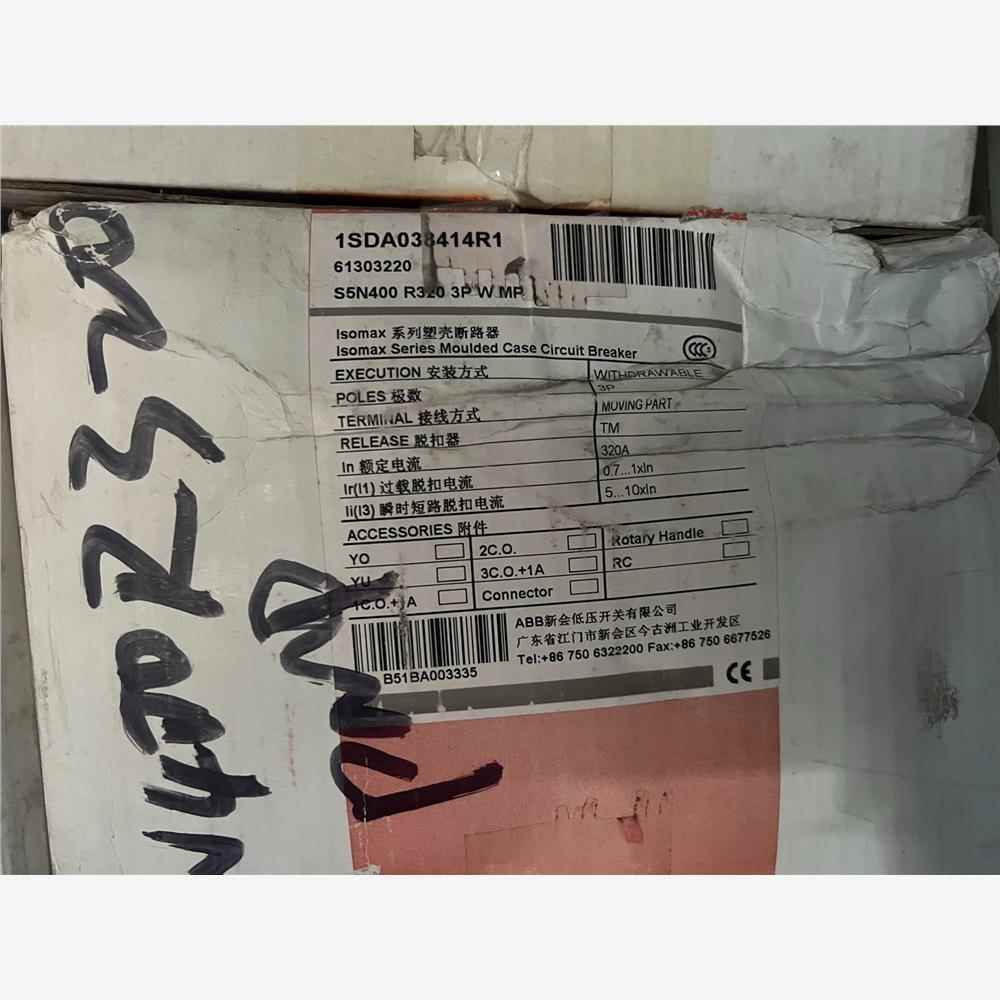 1SDA038414R1
61303220
S5N400 R320 3P W MP
Isomax 系列塑壳断路器
Isomax Series Moulded Case Circuit Breaker
CCC
EXECUTION 安装方式 WITHDRAWABLE
POLES 极数 3P
TERMINAL 接线方式 MOVING PART
RELEASE 脱扣器 TM
In 额定电流 320A
Ir(I1) 过载脱扣电流 0.7...1xIn
Ii(I3) 瞬时短路脱扣电流 5...10xIn
ACCESSORIES 附件
YO 2C.O. Rotary Handle
YU 3C.O.+1A RC
1C.O.+1A Connector
ABB新会低压开关有限公司
广东省江门市新会区今古洲工业开发区
Tel:+86 750 6322200 Fax:+86 750 6677526
B51BA003335
CE
N400R320